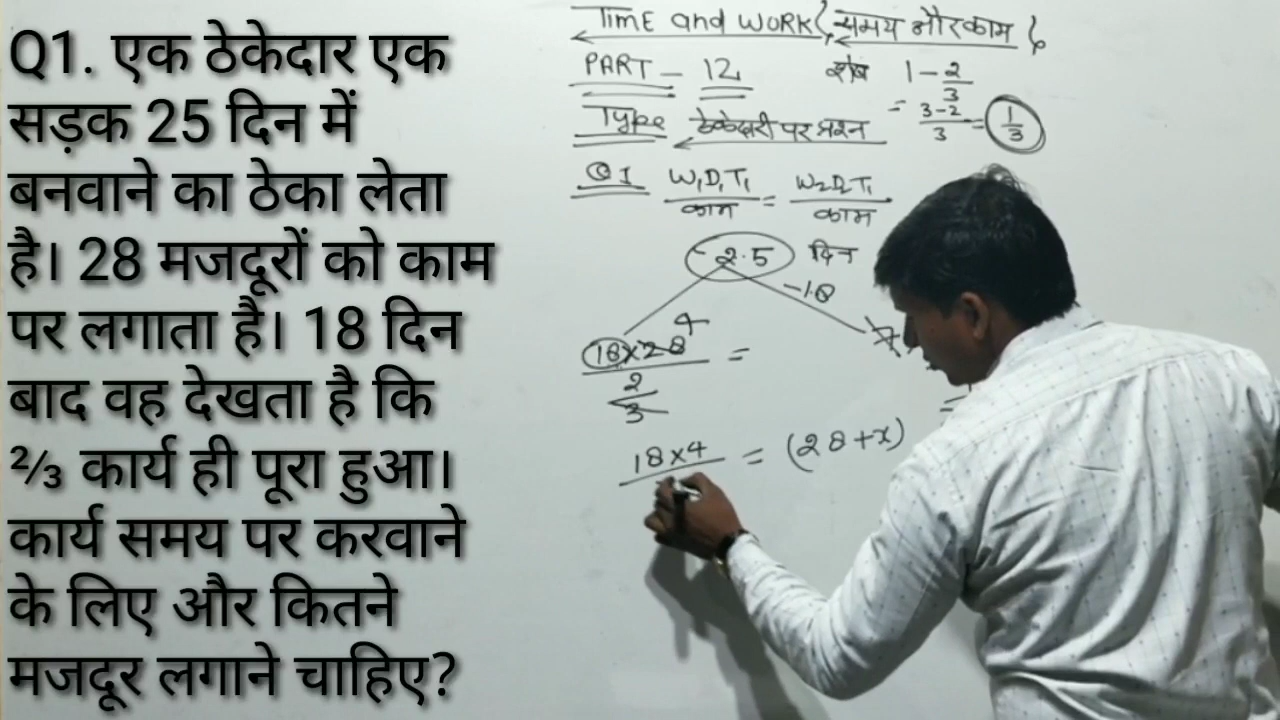 Q1. एक ठेकेदार एक
सड़क 25 दिन में
बनवाने का ठेका लेता
है। 28 मजदूरों को काम
पर लगाता है। 18 दिन
बाद वह देखता है कि
⅔ कार्य ही पूरा हुआ।
कार्य समय पर करवाने
के लिए और कितने
मजदूर लगाने चाहिए?
TIME and WORK { समय और काम }
PART - 12
शेष 1 - 2/3
= 3-2/3 = 1/3
Type ठेकेदारी पर प्रश्न
Q1 W₁D₁T₁/काम = W₂D₂T₁/काम
25 दिन
-18
18×28 4 / 2/3 =
18×4 = (28+x)